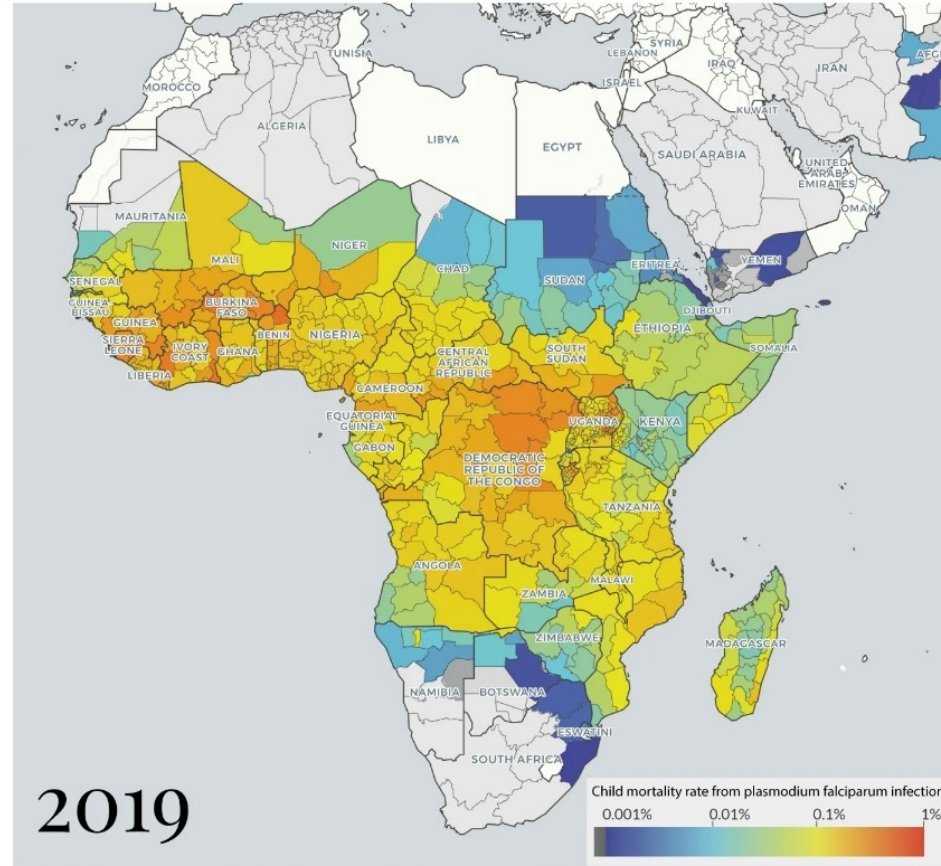 TUNISIA
SYRIA
LEBANON
MOROCCO
IRAQ
IRAN
AFG
ISRAEL
KUWAIT
ALGERIA
LIBYA
EGYPT
SAUDI ARABIA
UNITED
ARAB
EMIRATES
OMAN
MAURITANIA
MALI
NIGER
CHAD
SUDAN
ERITREA
YEMEN
SENEGAL
GUINEA
BISSAU
BURKINA
FASO
DJIBOUTI
GUINEA
SIERRA
LEONE
IVORY
COAST
GHANA
BENIN
NIGERIA
ETHIOPIA
SOMALIA
LIBERIA
CENTRAL
AFRICAN
REPUBLIC
SOUTH
SUDAN
CAMEROON
EQUATORIAL
GUINEA
UGANDA
KENYA
GABON
DEMOCRATIC
REPUBLIC OF
THE CONGO
TANZANIA
ANGOLA
ZAMBIA
MALAWI
ZIMBABWE
MADAGASCAR
NAMIBIA
BOTSWANA
ESWATINI
SOUTH AFRICA
2019
Child mortality rate from plasmodium falciparum infection
0.001% 0.01% 0.1% 1%